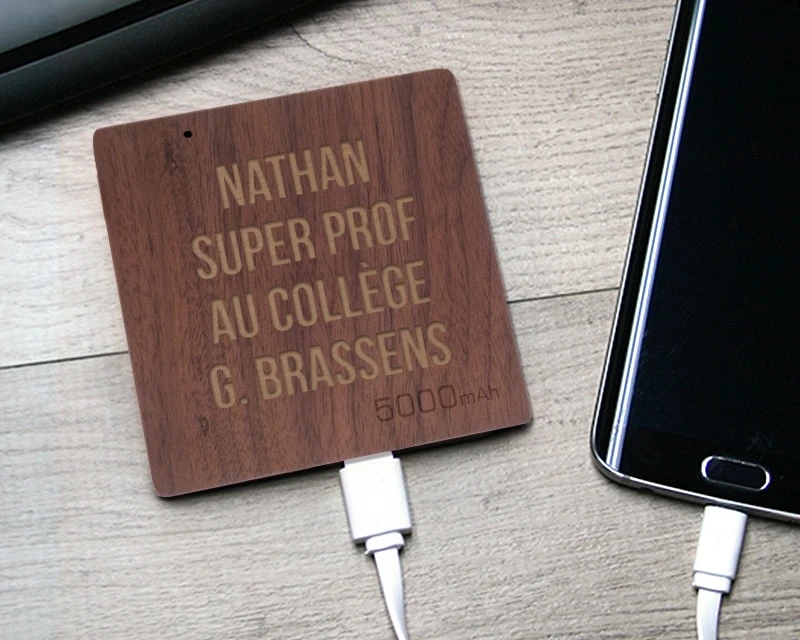 NATHAN
SUPER PROF
AU COLLÈGE
G. BRASSENS
5000mAh